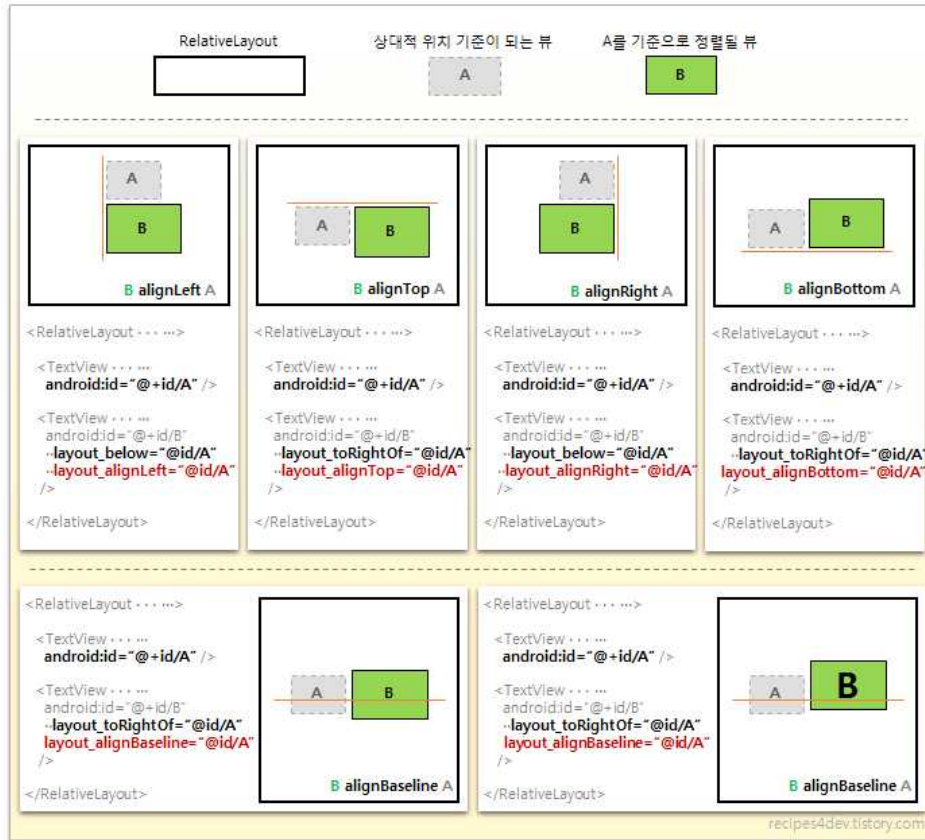 RelativeLayout
상대적 위치 기준이 되는 뷰
A를 기준으로 정렬될 뷰
A
B
A
B
B alignLeft A
<RelativeLayout · · · ···>
<TextView · · · ···
android:id="@+id/A" />
<TextView · · · ···
android:id="@+id/B"
··layout_below="@id/A"
··layout_alignLeft="@id/A"
/>
</RelativeLayout>
A
B
B alignTop A
<RelativeLayout · · · ···>
<TextView · · · ···
android:id="@+id/A" />
<TextView · · · ···
android:id="@+id/B"
··layout_toRightOf="@id/A"
··layout_alignTop="@id/A"
/>
</RelativeLayout>
A
B
B alignRight A
<RelativeLayout · · · ···>
<TextView · · · ···
android:id="@+id/A" />
<TextView · · · ···
android:id="@+id/B"
··layout_below="@id/A"
··layout_alignRight="@id/A"
/>
</RelativeLayout>
A
B
B alignBottom A
<RelativeLayout · · · ···>
<TextView · · · ···
android:id="@+id/A" />
<TextView · · · ···
android:id="@+id/B"
··layout_toRightOf="@id/A"
layout_alignBottom="@id/A"
/>
</RelativeLayout>
<RelativeLayout · · · ···>
<TextView · · · ···
android:id="@+id/A" />
<TextView · · · ···
android:id="@+id/B"
··layout_toRightOf="@id/A"
layout_alignBaseline="@id/A"
/>
</RelativeLayout>
A
B
B alignBaseline A
<RelativeLayout · · · ···>
<TextView · · · ···
android:id="@+id/A" />
<TextView · · · ···
android:id="@+id/B"
··layout_toRightOf="@id/A"
layout_alignBaseline="@id/A"
/>
</RelativeLayout>
A
B
B alignBaseline A
recipes4dev.tistory.com